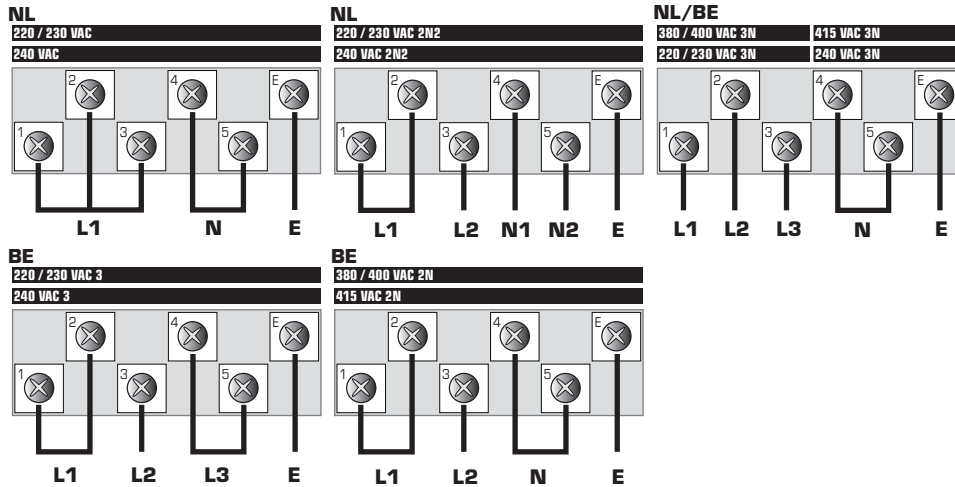 NL
220 / 230 VAC
240 VAC
2 4 E
1 3 5
L1 N E
NL
220 / 230 VAC 2N2
240 VAC 2N2
2 4 E
1 3 5
L1 L2 N1 N2 E
NL/BE
380 / 400 VAC 3N 415 VAC 3N
220 / 230 VAC 3N 240 VAC 3N
2 4 E
1 3 5
L1 L2 L3 N E
BE
220 / 230 VAC 3
240 VAC 3
2 4 E
1 3 5
L1 L2 L3 E
BE
380 / 400 VAC 2N
415 VAC 2N
2 4 E
1 3 5
L1 L2 N E